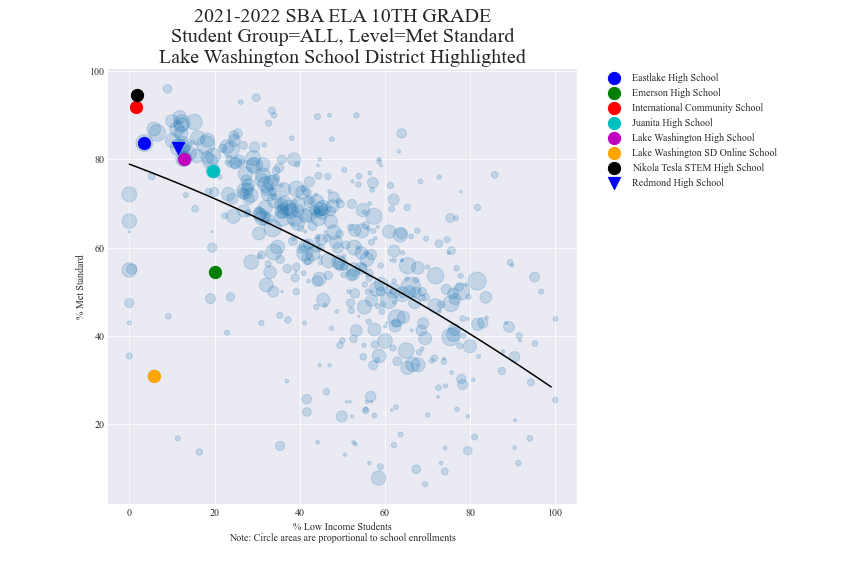 2021-2022 SBA ELA 10TH GRADE
Student Group=ALL, Level=Met Standard
Lake Washington School District Highlighted
100
80
60
40
20
% Met Standard
0 20 40 60 80 100
% Low Income Students
Note: Circle areas are proportional to school enrollments
Eastlake High School
Emerson High School
International Community School
Juanita High School
Lake Washington High School
Lake Washington SD Online School
Nikola Tesla STEM High School
Redmond High School